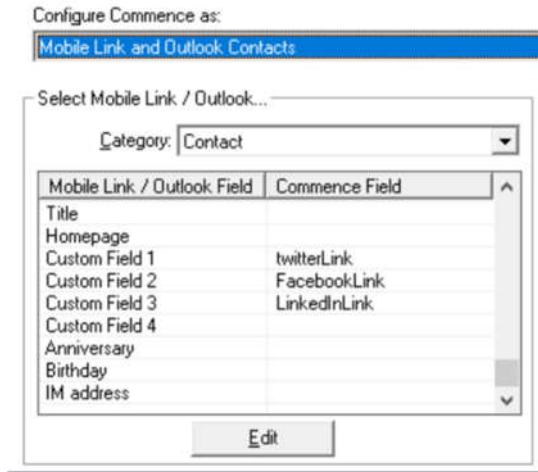 Configure Commence as:
Mobile Link and Outlook Contacts
Select Mobile Link / Outlook...
Category: Contact
Mobile Link / Outlook Field Commence Field
Title
Homepage
Custom Field 1 twitterLink
Custom Field 2 FacebookLink
Custom Field 3 LinkedInLink
Custom Field 4
Anniversary
Birthday
IM address
Edit